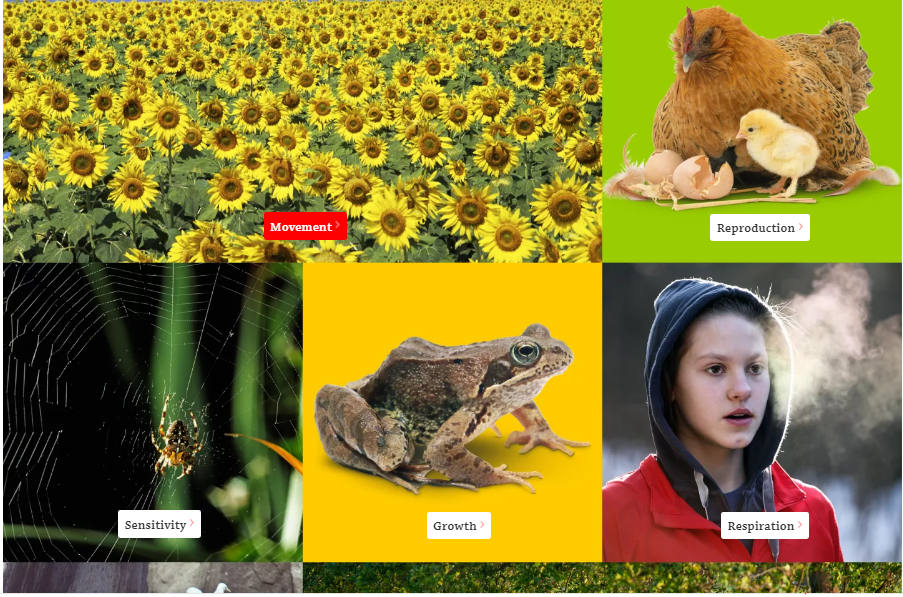 Movement ›
Reproduction ›
Sensitivity ›
Growth ›
Respiration ›